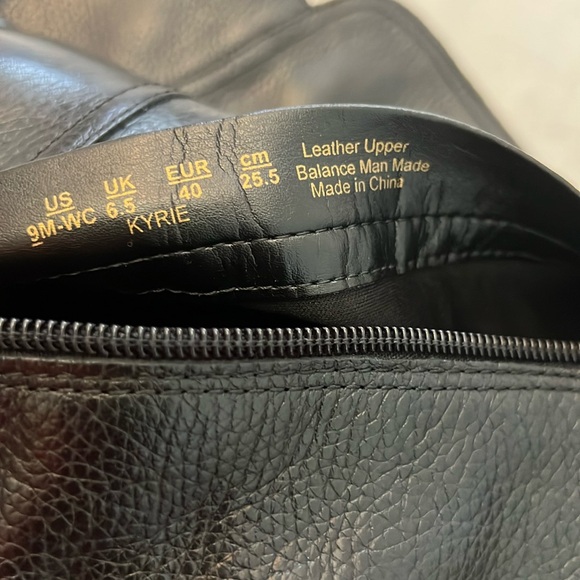 US UK EUR cm
9M-WC 6.5 40 25.5
KYRIE
Leather Upper
Balance Man Made
Made in China